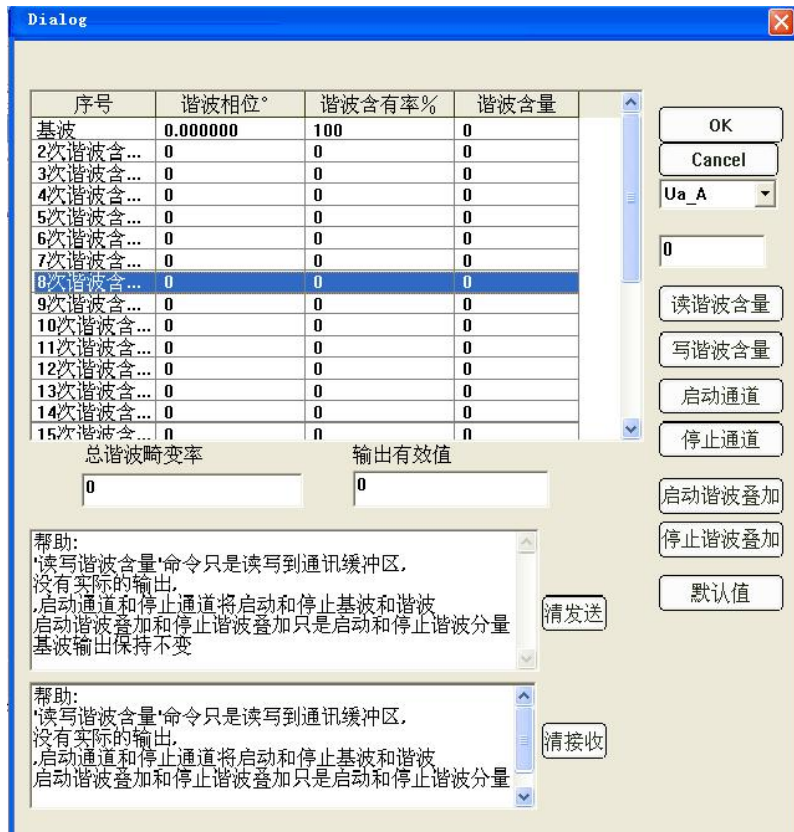 Dialog
序号 谐波相位° 谐波含有率% 谐波含量
基波 0.000000 100 0
2次谐波含... 0 0 0
3次谐波含... 0 0 0
4次谐波含... 0 0 0
5次谐波含... 0 0 0
6次谐波含... 0 0 0
7次谐波含... 0 0 0
8次谐波含... 0 0 0
9次谐波含... 0 0 0
10次谐波含... 0 0 0
11次谐波含... 0 0 0
12次谐波含... 0 0 0
13次谐波含... 0 0 0
14次谐波含... 0 0 0
15次谐波含... 0 0 0
OK
Cancel
Ua_A
0
读谐波含量
写谐波含量
启动通道
停止通道
启动谐波叠加
停止谐波叠加
默认值
总谐波畸变率 输出有效值
0 0
帮助:
'读写谐波含量'命令只是读写到通讯缓冲区,
没有实际的输出,
,启动通道和停止通道将启动和停止基波和谐波
启动谐波叠加和停止谐波叠加只是启动和停止谐波分量
基波输出保持不变
清发送
帮助:
'读写谐波含量'命令只是读写到通讯缓冲区,
没有实际的输出,
,启动通道和停止通道将启动和停止基波和谐波
启动谐波叠加和停止谐波叠加只是启动和停止谐波分量
清接收